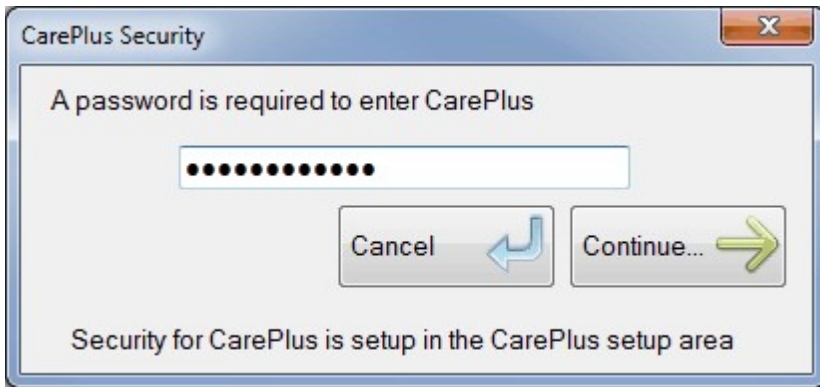 CarePlus Security
A password is required to enter CarePlus
●●●●●●●●●●●●
Cancel
Continue...
Security for CarePlus is setup in the CarePlus setup area